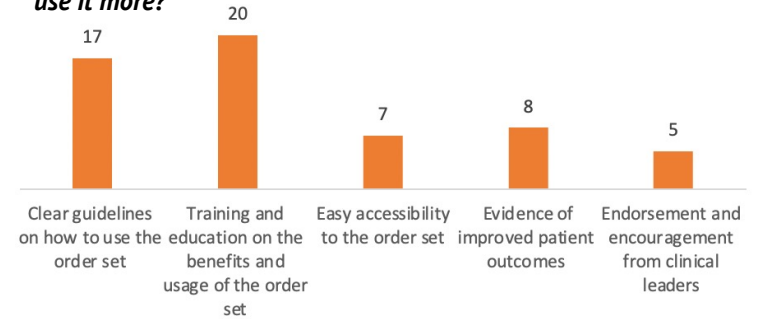 use it more?
17
20
7
8
5
Clear guidelines
on how to use the
order set
Training and
education on the
benefits and
usage of the order
set
Easy accessibility
to the order set
Evidence of
improved patient
outcomes
Endorsement and
encouragement
from clinical
leaders